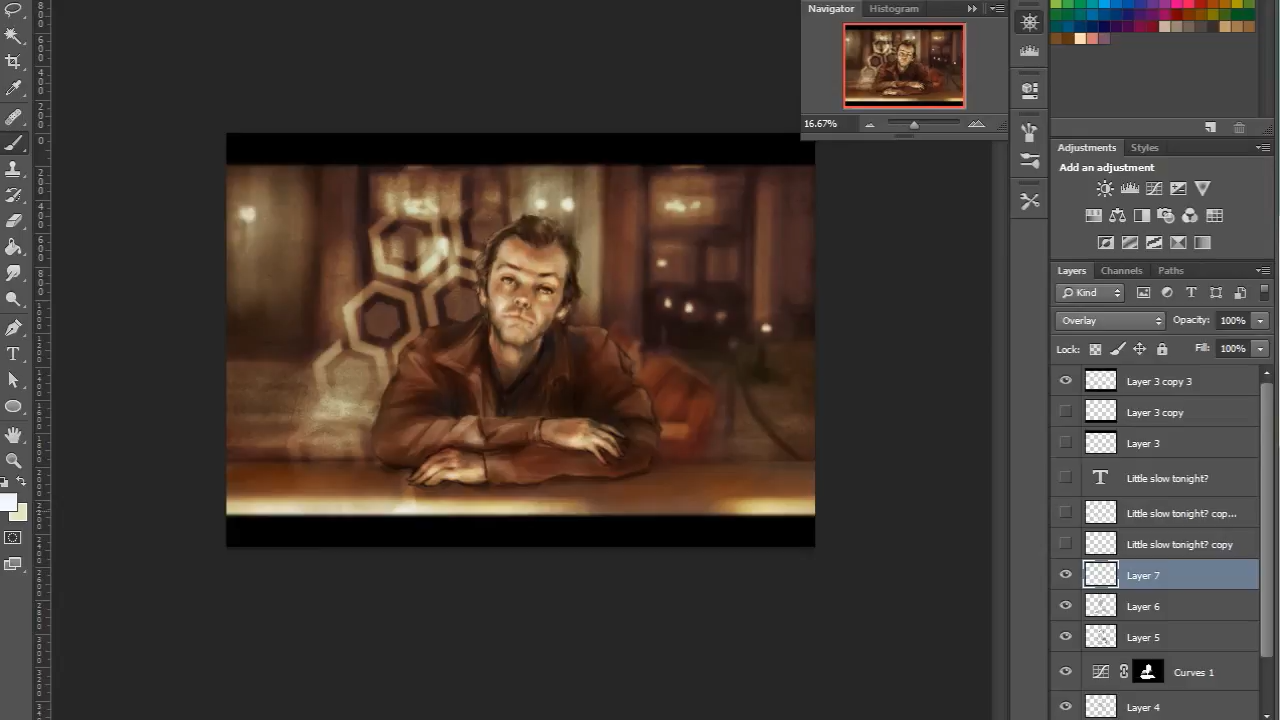 Navigator Histogram
16.67%
Adjustments Styles
Add an adjustment
Layers Channels Paths
Kind
Overlay Opacity: 100%
Lock: Fill: 100%
Layer 3 copy 3
Layer 3 copy
Layer 3
T Little slow tonight?
Little slow tonight? cop...
Little slow tonight? copy
Layer 7
Layer 6
Layer 5
Curves 1
Layer 4